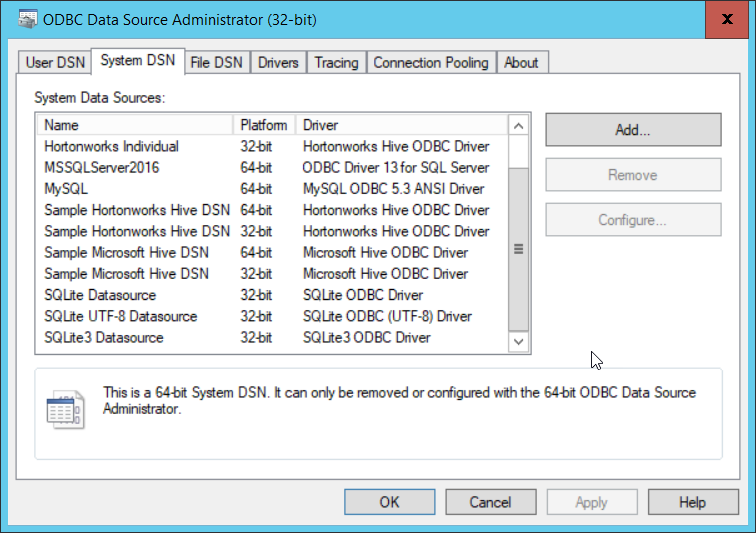 ODBC Data Source Administrator (32-bit)
x
User DSN System DSN File DSN Drivers Tracing Connection Pooling About
System Data Sources:
Name Platform Driver
Hortonworks Individual 32-bit Hortonworks Hive ODBC Driver
MSSQLServer2016 64-bit ODBC Driver 13 for SQL Server
MySQL 64-bit MySQL ODBC 5.3 ANSI Driver
Sample Hortonworks Hive DSN 64-bit Hortonworks Hive ODBC Driver
Sample Hortonworks Hive DSN 32-bit Hortonworks Hive ODBC Driver
Sample Microsoft Hive DSN 64-bit Microsoft Hive ODBC Driver
Sample Microsoft Hive DSN 32-bit Microsoft Hive ODBC Driver
SQLite Datasource 32-bit SQLite ODBC Driver
SQLite UTF-8 Datasource 32-bit SQLite ODBC (UTF-8) Driver
SQLite3 Datasource 32-bit SQLite3 ODBC Driver
Add...
Remove
Configure...
This is a 64-bit System DSN. It can only be removed or configured with the 64-bit ODBC Data Source
Administrator.
OK Cancel Apply Help